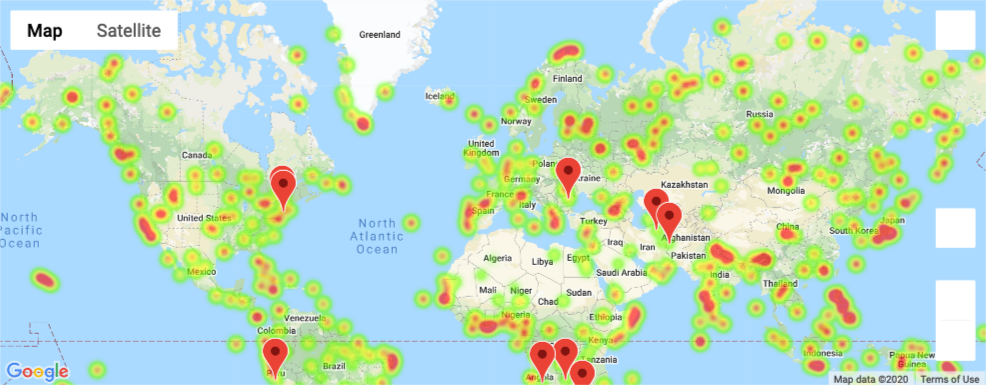 Map Satellite
Greenland
Iceland
Finland
Sweden
Norway
Russia
Canada
United
Kingdom
Poland
Germany
raine
Kazakhstan
Mongolia
France
Italy
Spain
Turkey
United States
North
Pacific
Ocean
North
Atlantic
Ocean
China
South Korea
Japan
Iraq
Iran
Afghanistan
Pakistan
Algeria
Libya
Egypt
Saudi Arabia
India
Mexico
Mali
Niger
Chad
Sudan
Thailand
Nigeria
Ethiopia
Venezuela
Colombia
Kenya
Brazil
Peru
Tanzania
Angola
Indonesia
Papua New
Guinea
Google
Map data ©2020 Terms of Use